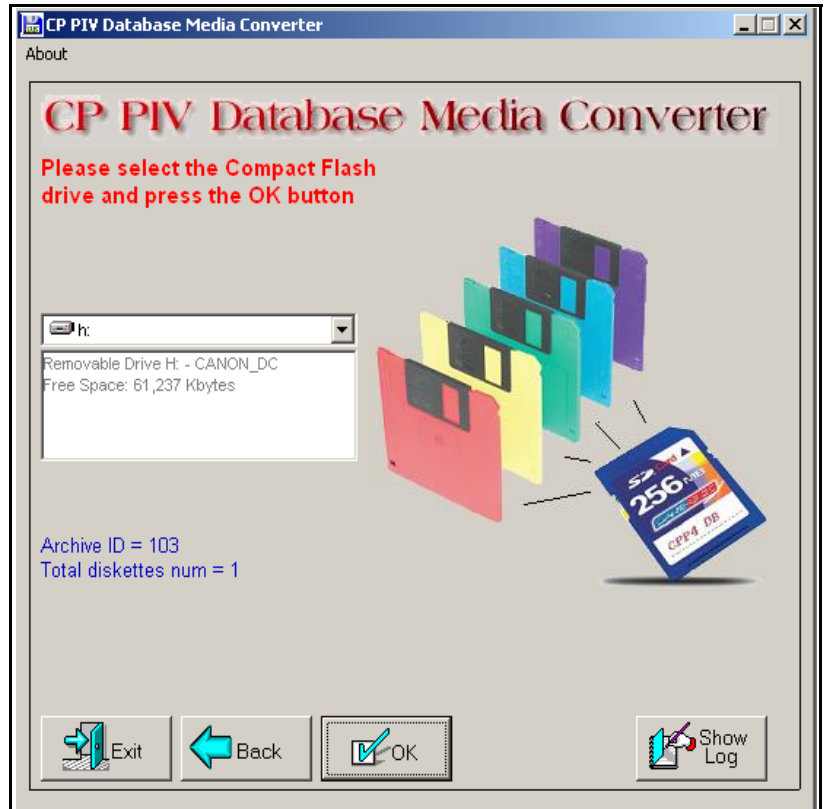 CP PIV Database Media Converter
About
CP PIV Database Media Converter
Please select the Compact Flash
drive and press the OK button
h:
Removable Drive H: - CANON_DC
Free Space: 61,237 Kbytes
SD Card
256 MB
CPP4 DB
Archive ID = 103
Total diskettes num = 1
Exit
Back
OK
Show
Log